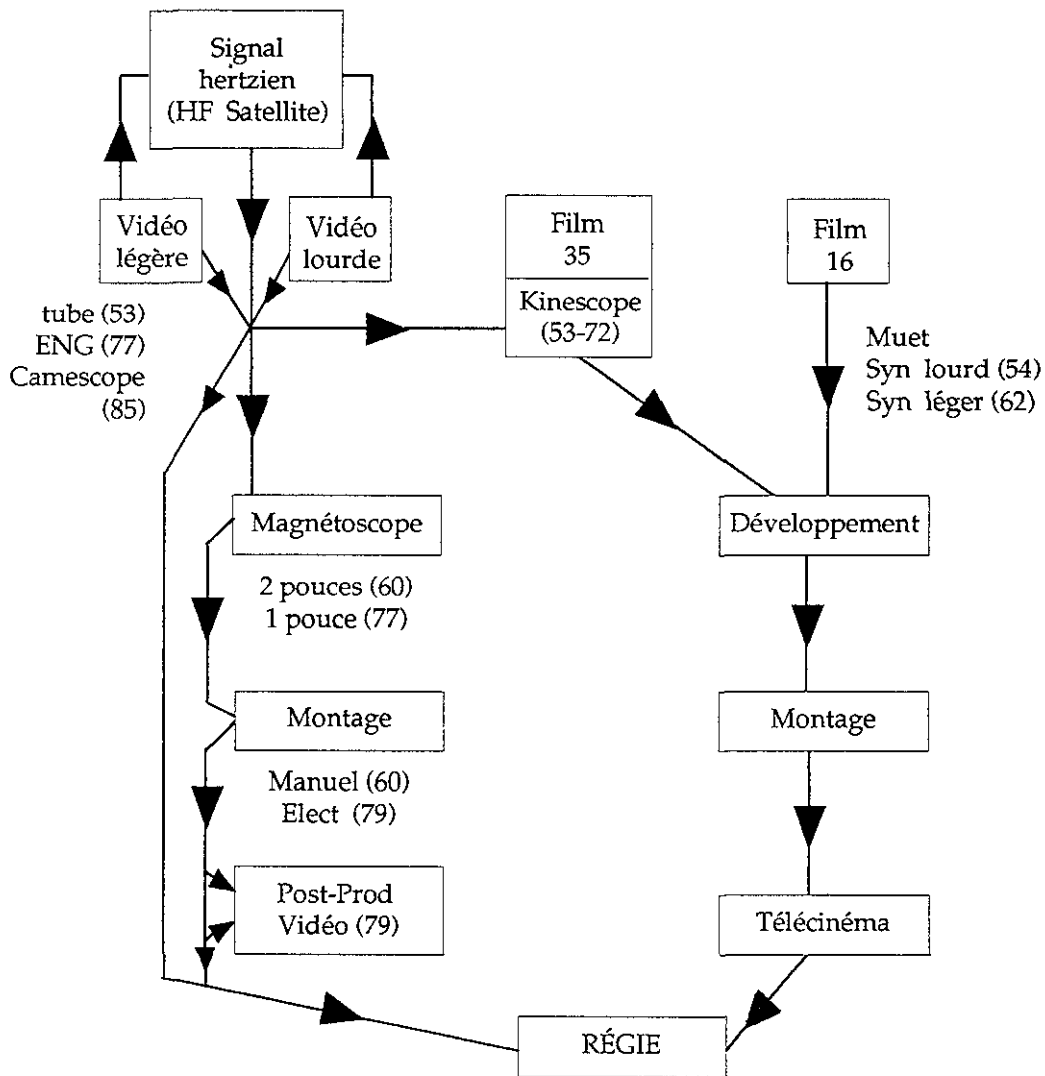 Signal
hertzien
(HF Satellite)
Vidéo
légère
Vidéo
lourde
Film
35
Kinescope
(53-72)
Film
16
tube (53)
ENG (77)
Camescope
(85)
Muet
Syn lourd (54)
Syn léger (62)
Magnétoscope
Développement
2 pouces (60)
1 pouce (77)
Montage
Montage
Manuel (60)
Elect (79)
Post-Prod
Vidéo (79)
Télécinéma
RÉGIE